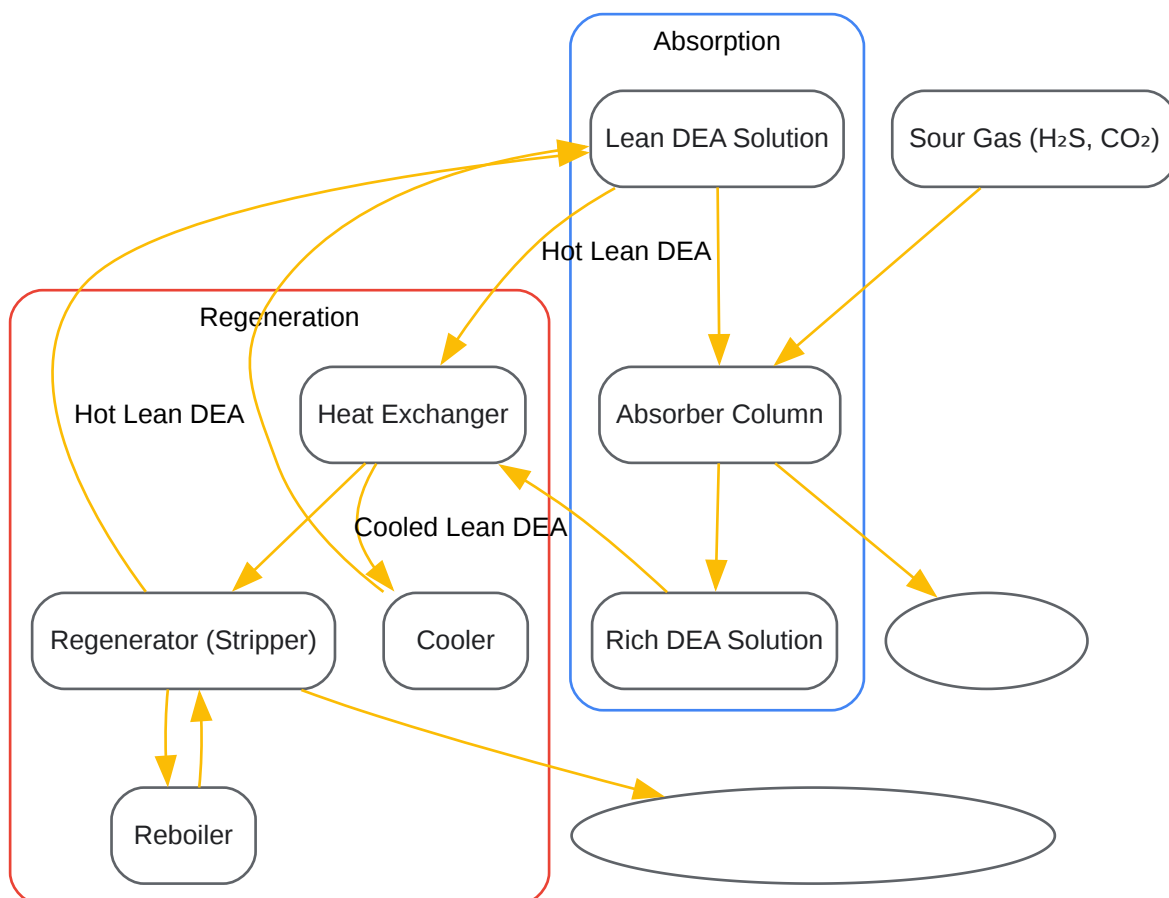 Absorption
Lean DEA Solution
Sour Gas (H₂S, CO₂)
Hot Lean DEA
Regeneration
Hot Lean DEA
Heat Exchanger
Absorber Column
Cooled Lean DEA
Regenerator (Stripper)
Cooler
Rich DEA Solution
Reboiler